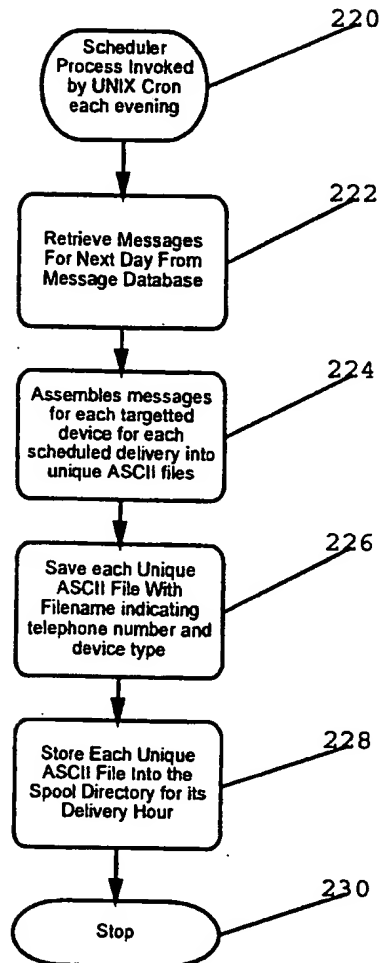 220
Scheduler
Process Invoked
by UNIX Cron
each evening
222
Retrieve Messages
For Next Day From
Message Database
224
Assembles messages
for each targetted
device for each
scheduled delivery into
unique ASCII files
226
Save each Unique
ASCII File With
Filename indicating
telephone number and
device type
228
Store Each Unique
ASCII File Into the
Spool Directory for its
Delivery Hour
230
Stop